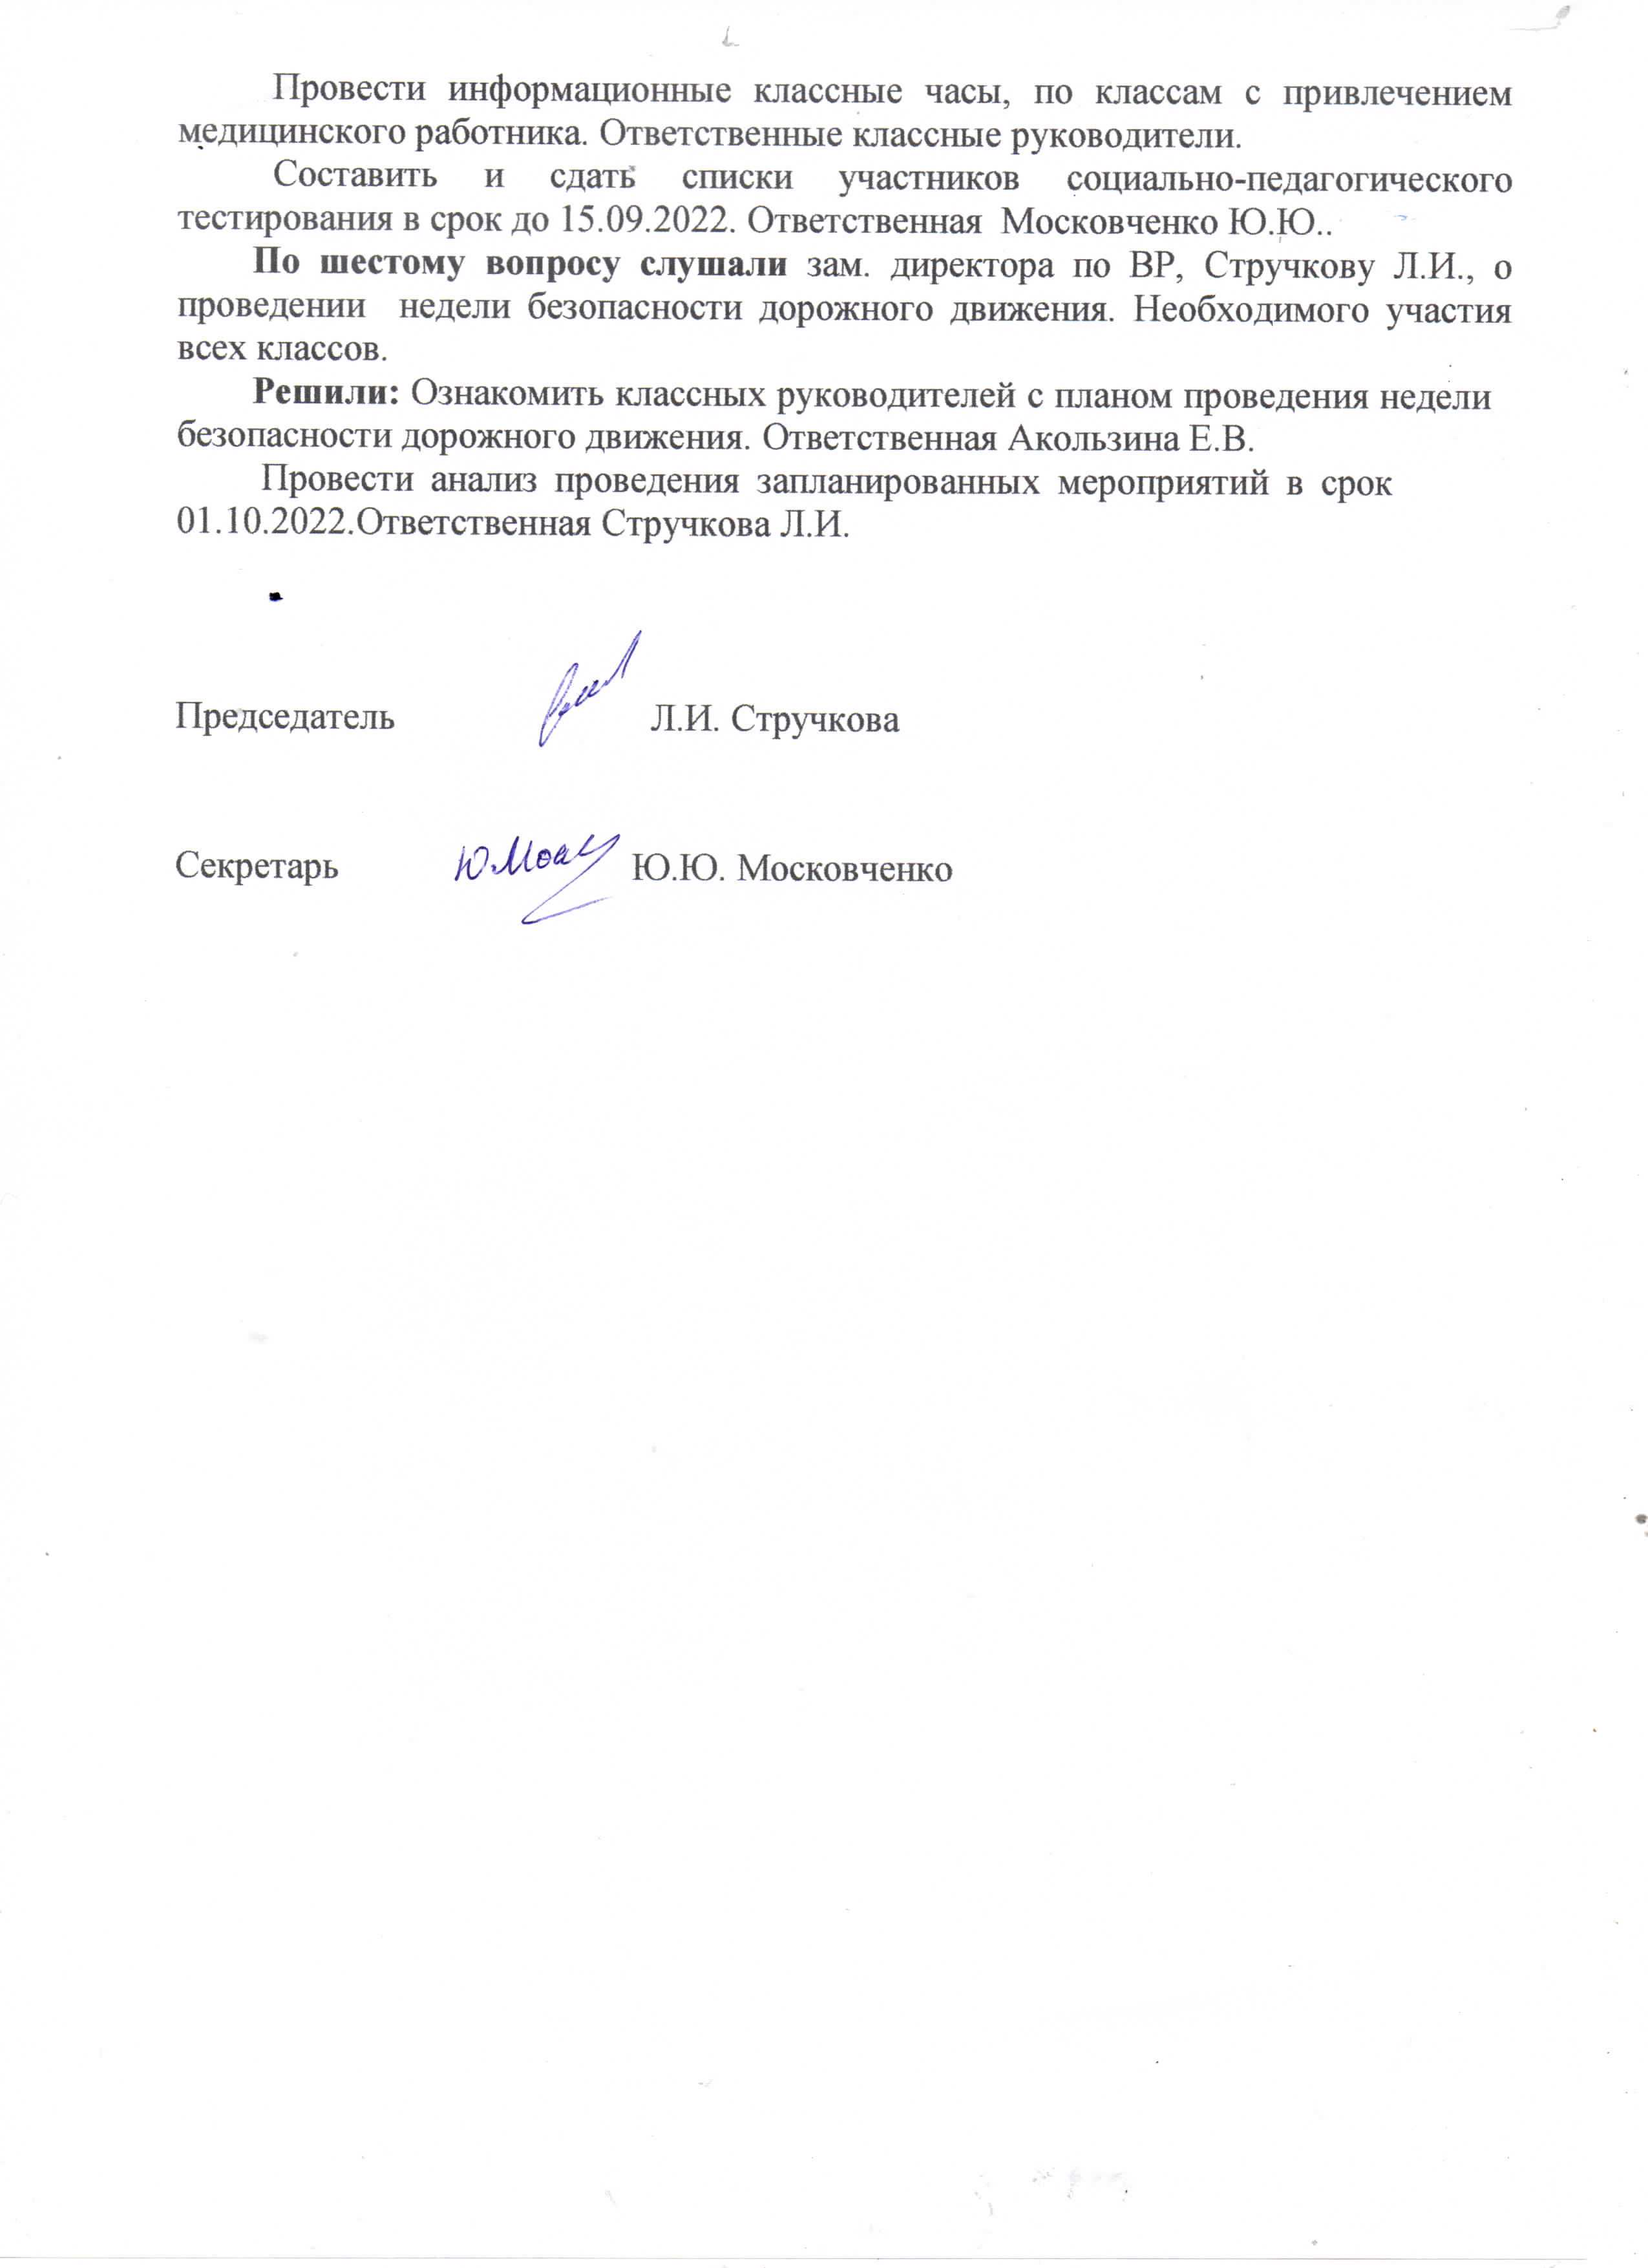 Провести информационные классные часы, по классам с привлечением
медицинского работника. Ответственные классные руководители.
Составить и сдать списки участников социально-педагогического
тестирования в срок до 15.09.2022. Ответственная Московченко Ю.Ю..
По шестому вопросу слушали зам. директора по ВР, Стручкову Л.И., о
проведении недели безопасности дорожного движения. Необходимого участия
всех классов.
Решили: Ознакомить классных руководителей с планом проведения недели
безопасности дорожного движения. Ответственная Акользина Е.В.
Провести анализ проведения запланированных мероприятий в срок
01.10.2022.Ответственная Стручкова Л.И.
Председатель Л.И. Стручкова
Секретарь Ю.Ю. Московченко